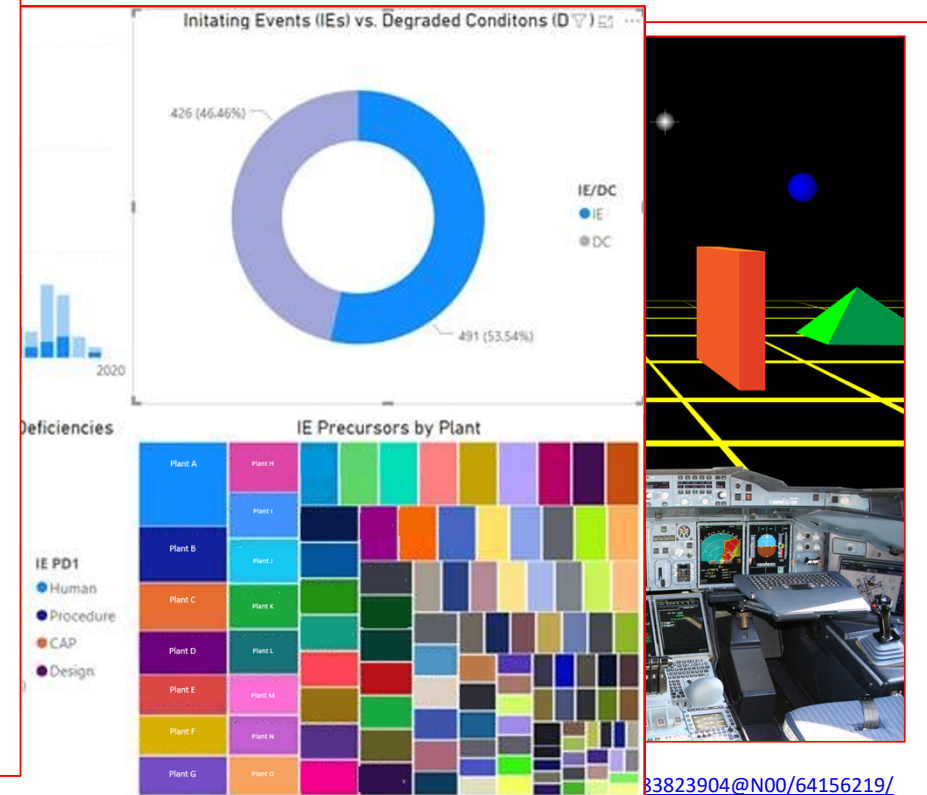 Initating Events (IEs) vs. Degraded Conditons (D
426 (46.46%)
IE/DC
IE
DC
491 (53.54%)
2020
Deficiencies
IE Precursors by Plant
Plant A
Plant H
Plant I
Plant B
Plant J
IE PD1
Human
Procedure
CAP
Design
Plant C
Plant K
Plant D
Plant L
Plant E
Plant M
Plant F
Plant N
Plant G
Plant O
33823904@N00/64156219/